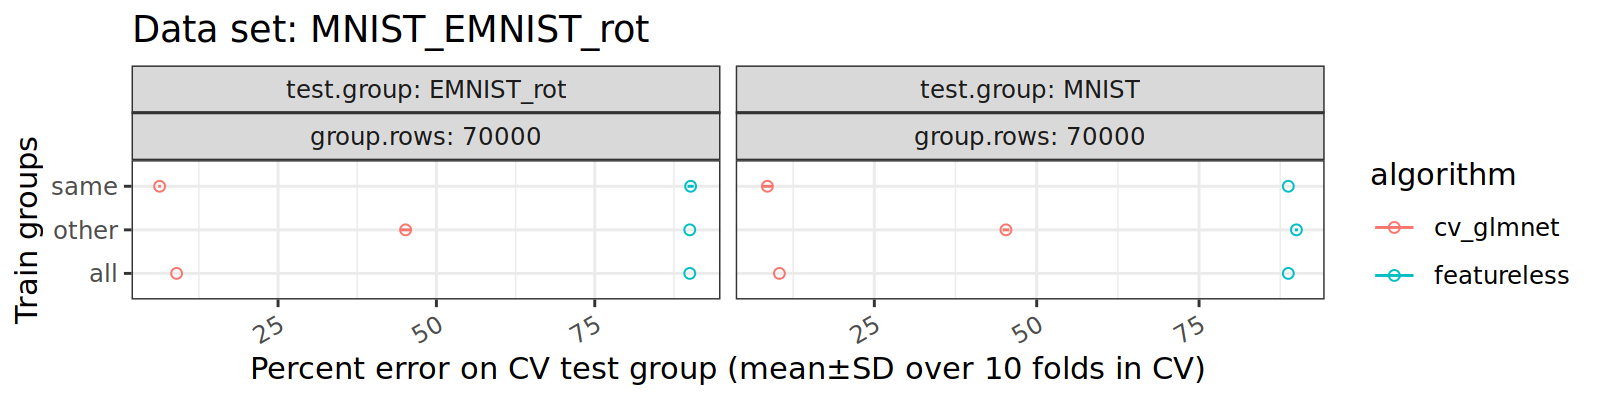 Data set: MNIST_EMNIST_rot
test.group: EMNIST_rot
test.group: MNIST
group.rows: 70000
group.rows: 70000
Train groups
same
other
all
25
50
75
25
50
75
Percent error on CV test group (mean±SD over 10 folds in CV)
algorithm
cv_glmnet
featureless